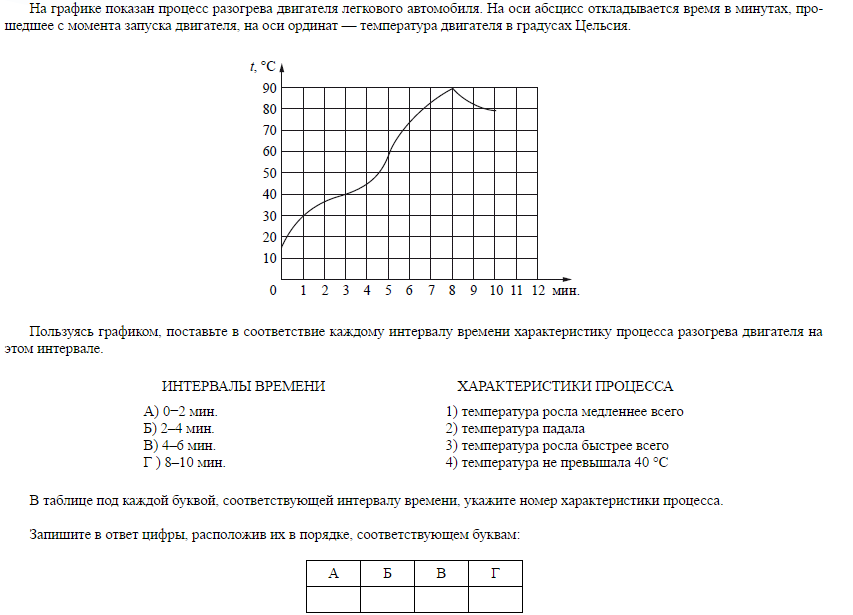 На графике показан процесс разогрева двигателя легкового автомобиля. На оси абсцисс откладывается время в минутах, про-
шедшее с момента запуска двигателя, на оси ординат — температура двигателя в градусах Цельсия.
t, °C
90
80
70
60
50
40
30
20
10
0 1 2 3 4 5 6 7 8 9 10 11 12 мин.
Пользуясь графиком, поставьте в соответствие каждому интервалу времени характеристику процесса разогрева двигателя на
этом интервале.
ИНТЕРВАЛЫ ВРЕМЕНИ ХАРАКТЕРИСТИКИ ПРОЦЕССА
А) 0−2 мин. 1) температура росла медленнее всего
Б) 2–4 мин. 2) температура падала
В) 4–6 мин. 3) температура росла быстрее всего
Г ) 8–10 мин. 4) температура не превышала 40 °С
В таблице под каждой буквой, соответствующей интервалу времени, укажите номер характеристики процесса.
Запишите в ответ цифры, расположив их в порядке, соответствующем буквам:
А Б В Г